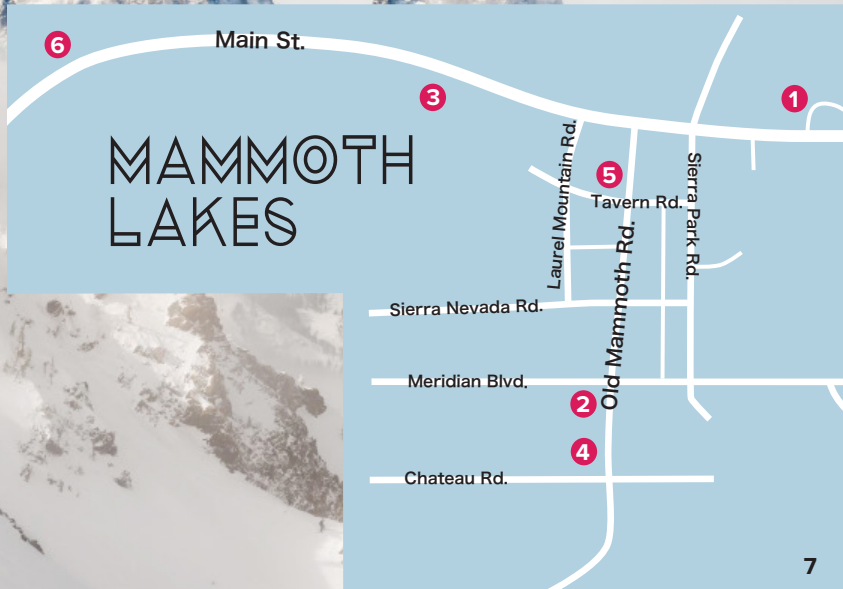 6
Main St.
3
1
MAMMOTH
LAKES
Laurel Mountain Rd.
5
Tavern Rd.
Sierra Park Rd.
Old Mammoth Rd.
Sierra Nevada Rd.
Meridian Blvd.
2
4
Chateau Rd.
7